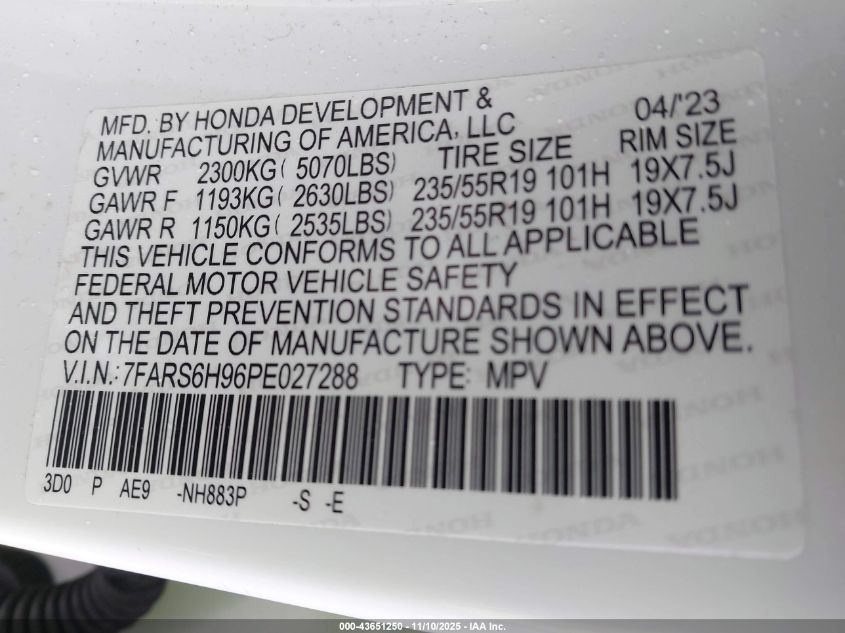 MFD. BY HONDA DEVELOPMENT & 04/'23
MANUFACTURING OF AMERICA, LLC
GVWR 2300KG( 5070LBS) TIRE SIZE RIM SIZE
GAWR F 1193KG( 2630LBS) 235/55R19 101H 19X7.5J
GAWR R 1150KG( 2535LBS) 235/55R19 101H 19X7.5J
THIS VEHICLE CONFORMS TO ALL APPLICABLE
FEDERAL MOTOR VEHICLE SAFETY
AND THEFT PREVENTION STANDARDS IN EFFECT
ON THE DATE OF MANUFACTURE SHOWN ABOVE.
V.I.N.: 7FARS6H96PE027288 TYPE: MPV
3D0 P AE9 -NH883P -S -E
HONDA
000-43651250 - 11/10/2025 - IAA Inc.